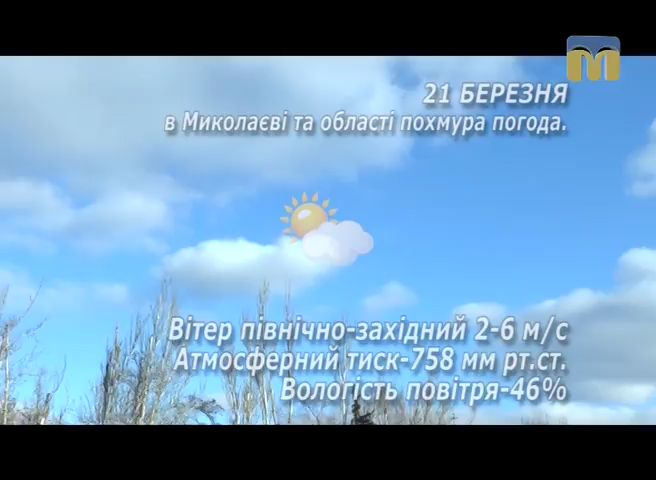 21 БЕРЕЗНЯ
в Миколаєві та області похмура погода.
Вітер північно-західний 2-6 м/с
Атмосферний тиск-758 мм рт.ст.
Вологість повітря-46%